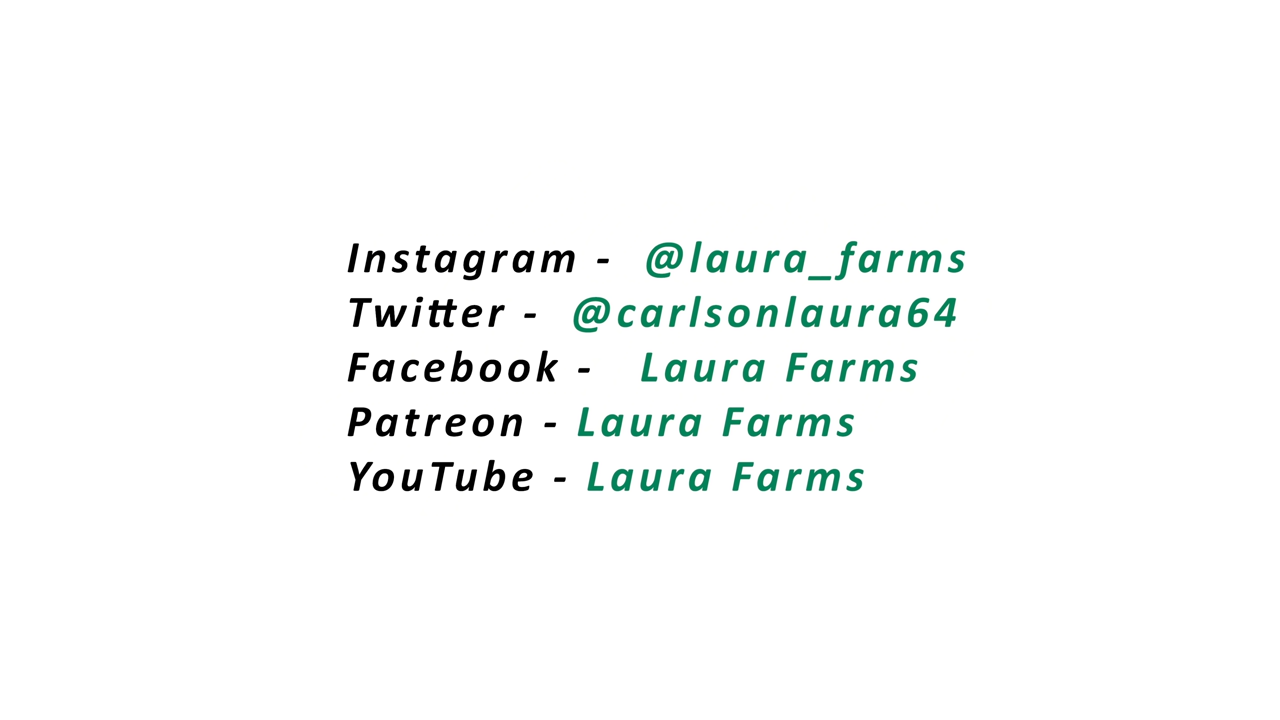 Instagram - @laura_farms
Twitter - @carlsonlaura64
Facebook - Laura Farms
Patreon - Laura Farms
YouTube - Laura Farms